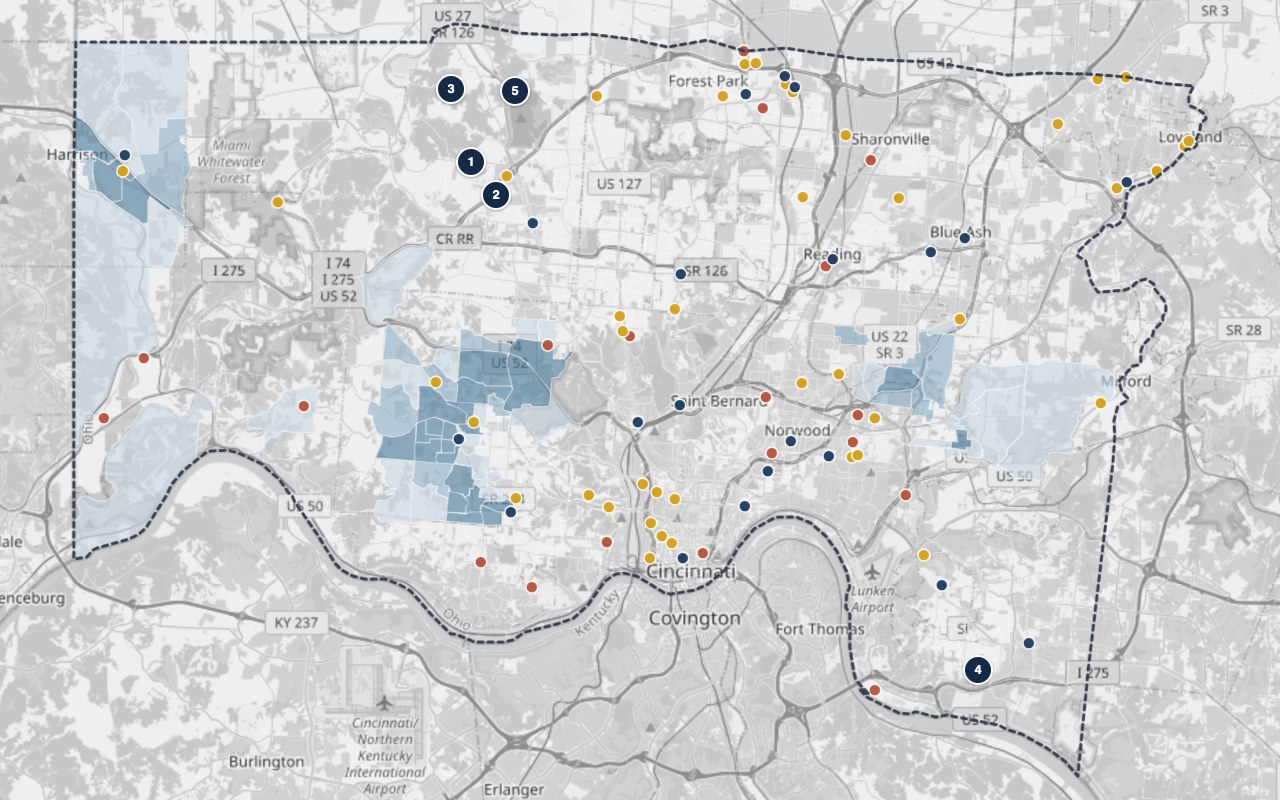 SR 3
US 27
SR 126
US 42
3
5
Forest Park
Sharonville
Loveland
Harrison
Miami
Whitewater
Forest
1
2
US 127
CR RR
Blue Ash
Reading
I 275
I 74
I 275
US 52
SR 126
US 22
SR 3
SR 28
US 52
Milford
Saint Bernard
Ohio
Norwood
US 50
US 50
Cincinnati
Lunken
Airport
Ohio
Kentucky
KY 237
Covington
Fort Thomas
4
I 275
US 52
Cincinnati/
Northern
Kentucky
International
Airport
Burlington
Erlanger